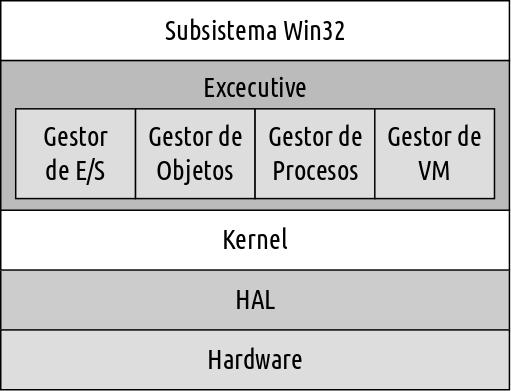 Subsistema Win32
Excecutive
Gestor
de E/S
Gestor de
Objetos
Gestor de
Procesos
Gestor de
VM
Kernel
HAL
Hardware